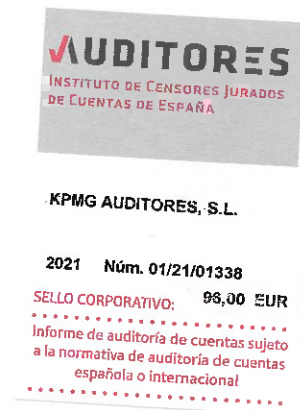 AUDITORES
INSTITUTO DE CENSORES JURADOS
DE CUENTAS DE ESPAÑA
KPMG AUDITORES, S.L.
2021 Núm. 01/21/01338
SELLO CORPORATIVO: 96,00 EUR
Informe de auditoría de cuentas sujeto
a la normativa de auditoría de cuentas
española o internacional